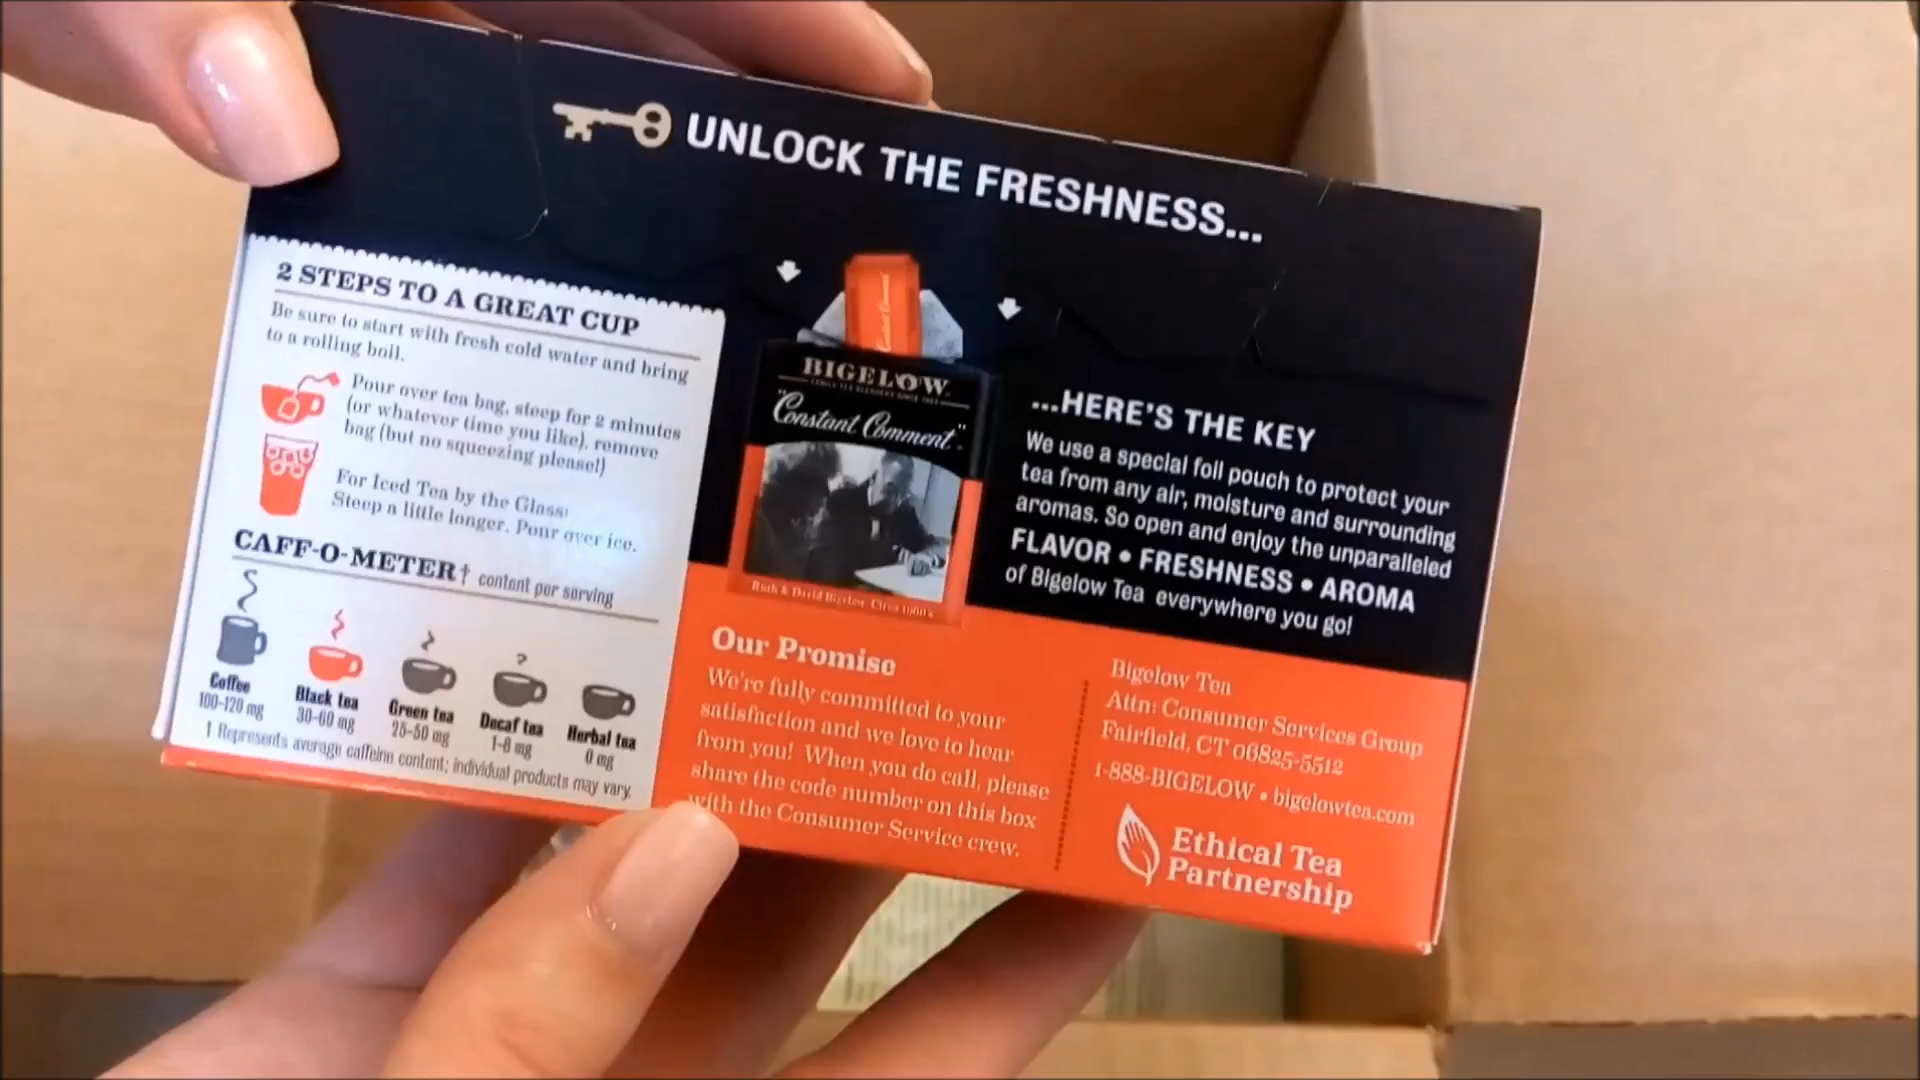 UNLOCK THE FRESHNESS...
2 STEPS TO A GREAT CUP
Be sure to start with fresh cold water and bring
to a rolling boil.
Pour over tea bag, steep for 2 minutes
(or whatever time you like), remove
bag (but no squeezing please!)
For Iced Tea by the Glass:
Steep a little longer. Pour over ice.
CAFF-O-METER† content per serving
Coffee
100-120 mg
Black tea
30-60 mg
Green tea
25-50 mg
Decaf tea
1-8 mg
Herbal tea
0 mg
† Represents average caffeine content; individual products may vary.
Constant Comment
BIGELOW
"Constant Comment"
Ruth & David Bigelow, Circa 1960's
...HERE'S THE KEY
We use a special foil pouch to protect your
tea from any air, moisture and surrounding
aromas. So open and enjoy the unparalleled
FLAVOR • FRESHNESS • AROMA
of Bigelow Tea everywhere you go!
Our Promise
We're fully committed to your
satisfaction and we love to hear
from you! When you do call, please
share the code number on this box
with the Consumer Service crew.
Bigelow Tea
Attn: Consumer Services Group
Fairfield, CT 06825-5512
1-888-BIGELOW • bigelowtea.com
Ethical Tea
Partnership